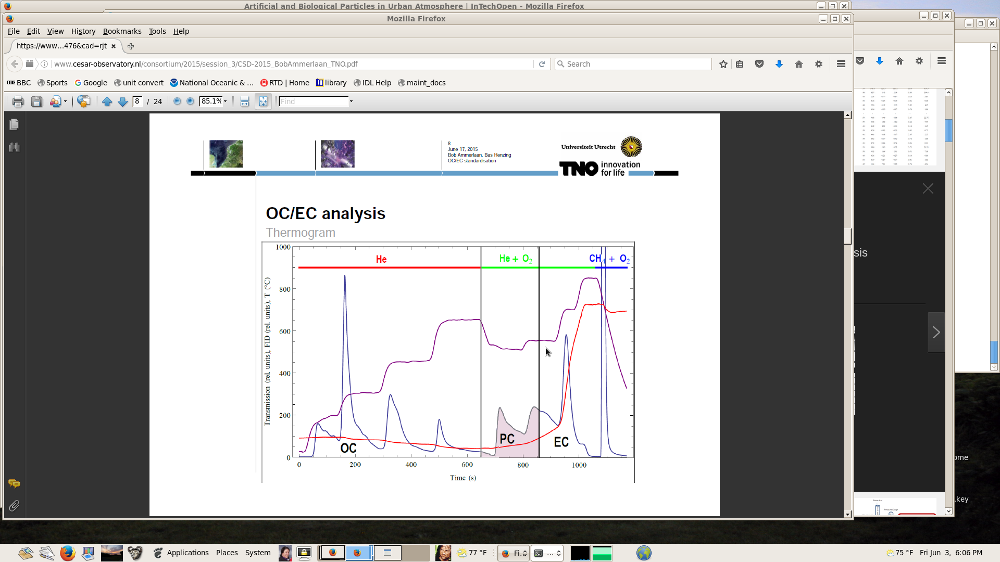 Artificial and Biological Particles in Urban Atmosphere | InTechOpen - Mozilla Firefox
Mozilla Firefox
File Edit View History Bookmarks Tools Help
https://www...476&cad=rjt
www.cesar-observatory.nl/consortium/2015/session_3/CSD-2015_BobAmmerlaan_TNO.pdf
Search
BBC Sports Google unit convert National Oceanic & ... RTD | Home library IDL Help maint_docs
8 / 24 85.1% Find
8
June 17, 2015
Bob Ammerlaan, Bas Henzing
OC/EC standardisation
Universiteit Utrecht
TNO innovation
for life
OC/EC analysis
Thermogram
He He + O2 CH4 + O2
Transmission (rel. units), FID (rel. units), T (°C)
1000
800
600
400
200
0
OC PC EC
0 200 400 600 800 1000
Time (s)
sis
ome
.key
Applications Places System 77 °F Fi... ... 75 °F Fri Jun 3, 6:06 PM